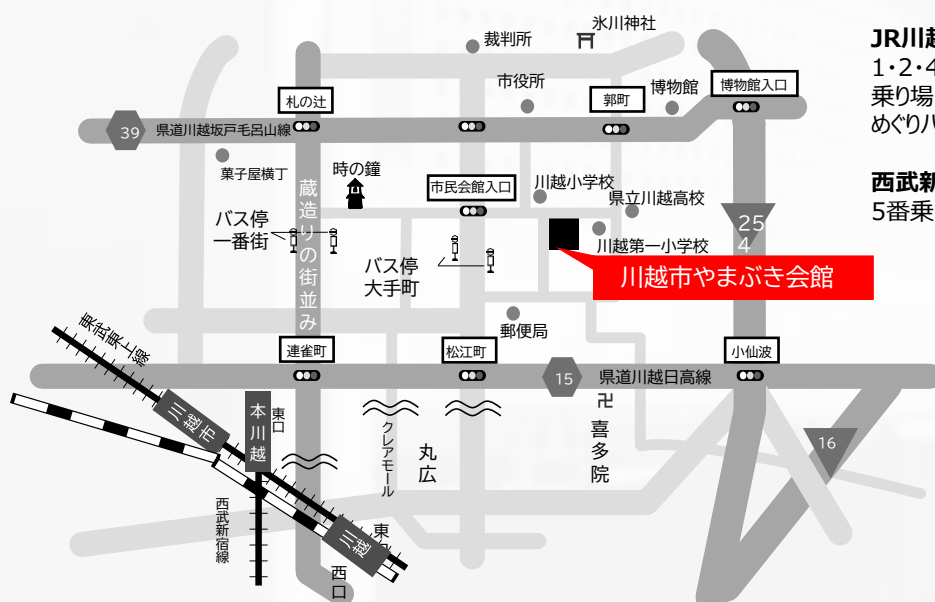 氷川神社
裁判所
JR川越
1・2・4
乗り場
めぐりバ
市役所
博物館
博物館入口
札の辻
郭町
39
県道川越坂戸毛呂山線
菓子屋横丁
時の鐘
市民会館入口
川越小学校
県立川越高校
西武新
5番乗
バス停
一番街
蔵造りの街並み
25
4
川越第一小学校
バス停
大手町
川越市やまぶき会館
郵便局
東武東上線
連雀町
松江町
小仙波
15
県道川越日高線
川越市
本川越
東口
クレアモール
丸広
卍
喜多院
16
西武新宿線
川越
東
西口